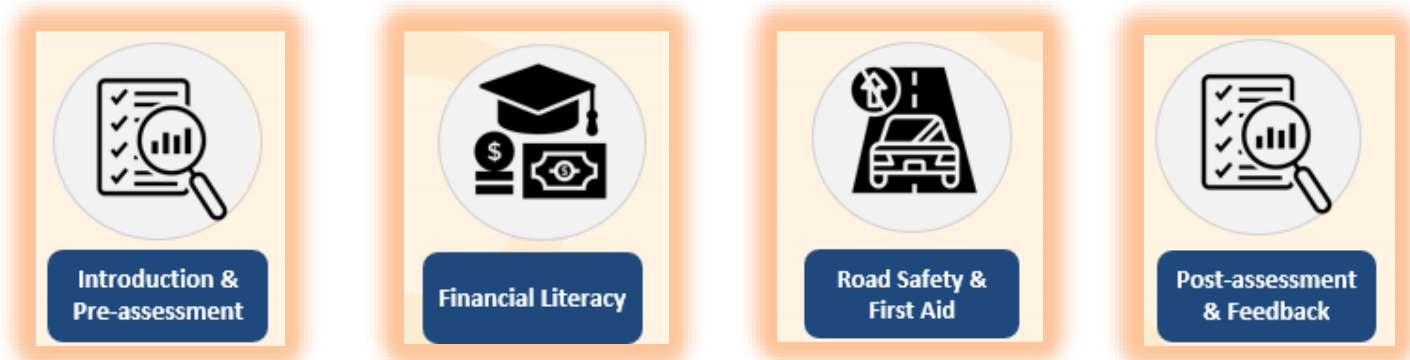 Introduction &
Pre-assessment
$
$
Financial Literacy
Road Safety &
First Aid
Post-assessment
& Feedback